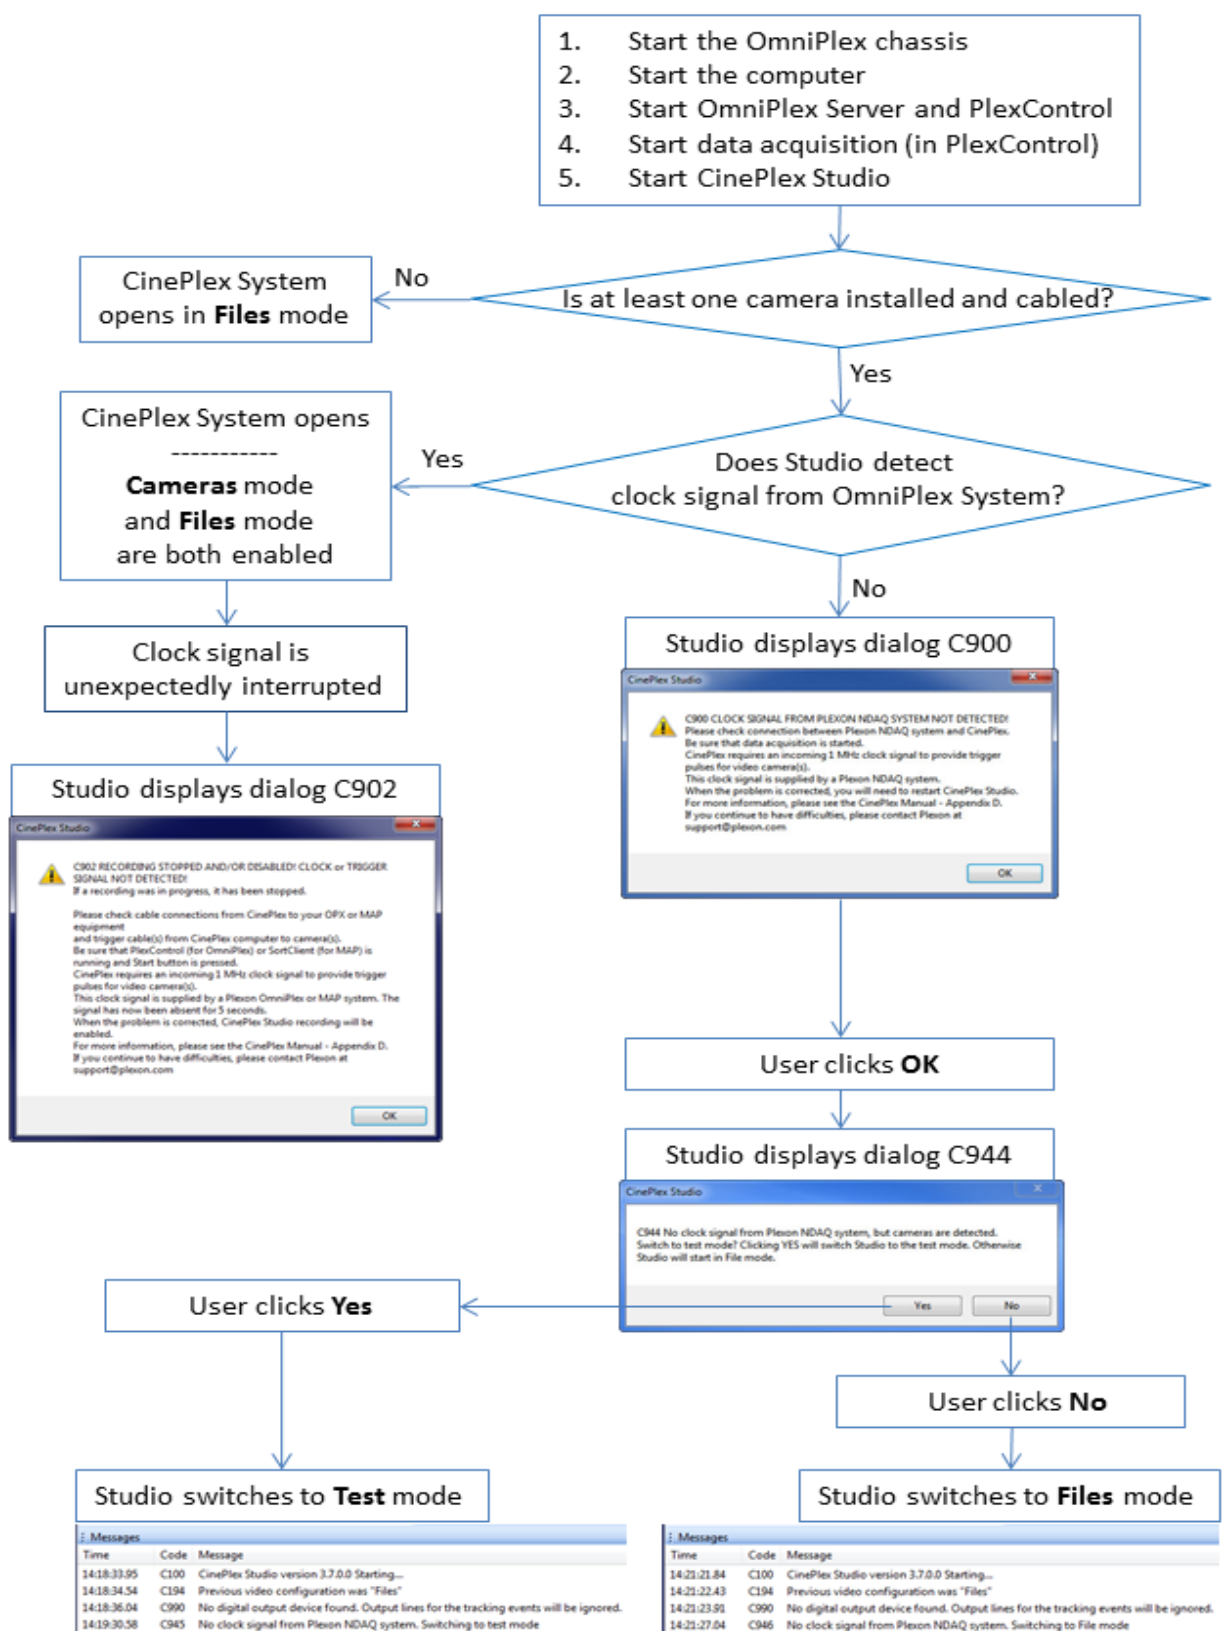 1. Start the OmniPlex chassis
2. Start the computer
3. Start OmniPlex Server and PlexControl
4. Start data acquisition (in PlexControl)
5. Start CinePlex Studio
Is at least one camera installed and cabled?
No
CinePlex System
opens in Files mode
Yes
Does Studio detect
clock signal from OmniPlex System?
Yes
CinePlex System opens
-----------
Cameras mode
and Files mode
are both enabled
Clock signal is
unexpectedly interrupted
Studio displays dialog C902
CinePlex Studio
C902 RECORDING STOPPED AND/OR DISABLED! CLOCK or TRIGGER
SIGNAL NOT DETECTED!
If a recording was in progress, it has been stopped.
Please check cable connections from CinePlex to your OPX or MAP
equipment
and trigger cable(s) from CinePlex computer to camera(s).
Be sure that PlexControl (for OmniPlex) or SortClient (for MAP) is
running and Start button is pressed.
CinePlex requires an incoming 1 MHz clock signal to provide trigger
pulses for video camera(s).
This clock signal is supplied by a Plexon OmniPlex or MAP system. The
signal has now been absent for 5 seconds.
When the problem is corrected, CinePlex Studio recording will be
enabled.
For more information, please see the CinePlex Manual - Appendix D.
If you continue to have difficulties, please contact Plexon at
support@plexon.com
OK
No
Studio displays dialog C900
CinePlex Studio
C900 CLOCK SIGNAL FROM PLEXON NDAQ SYSTEM NOT DETECTED!
Please check connection between Plexon NDAQ system and CinePlex.
Be sure that data acquisition is started.
CinePlex requires an incoming 1 MHz clock signal to provide trigger
pulses for video camera(s).
This clock signal is supplied by a Plexon NDAQ system.
When the problem is corrected, you will need to restart CinePlex Studio.
For more information, please see the CinePlex Manual - Appendix D.
If you continue to have difficulties, please contact Plexon at
support@plexon.com
OK
User clicks OK
Studio displays dialog C944
CinePlex Studio
C944 No clock signal from Plexon NDAQ system, but cameras are detected.
Switch to test mode? Clicking YES will switch Studio to the test mode. Otherwise
Studio will start in File mode.
Yes No
User clicks Yes
User clicks No
Studio switches to Test mode
Messages
Time Code Message
14:18:33.95 C100 CinePlex Studio version 3.7.0.0 Starting...
14:18:34.54 C194 Previous video configuration was "Files"
14:18:36.04 C990 No digital output device found. Output lines for the tracking events will be ignored.
14:19:30.58 C945 No clock signal from Plexon NDAQ system. Switching to test mode
Studio switches to Files mode
Messages
Time Code Message
14:21:21.84 C100 CinePlex Studio version 3.7.0.0 Starting...
14:21:22.43 C194 Previous video configuration was "Files"
14:21:23.91 C990 No digital output device found. Output lines for the tracking events will be ignored.
14:21:27.04 C946 No clock signal from Plexon NDAQ system. Switching to File mode